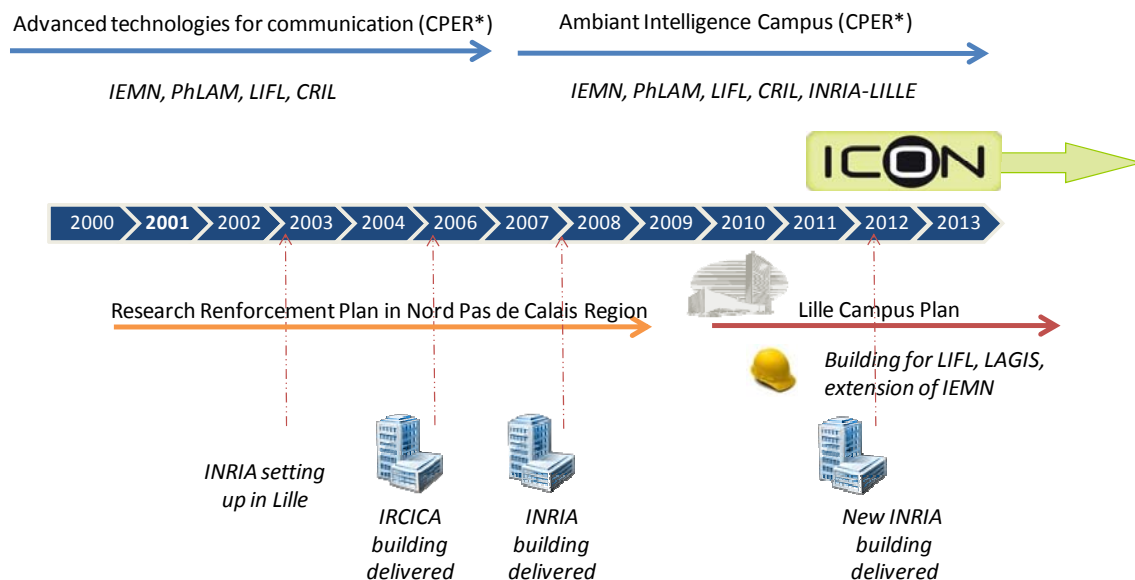 Advanced technologies for communication (CPER*)
Ambiant Intelligence Campus (CPER*)
IEMN, PhLAM, LIFL, CRIL
IEMN, PhLAM, LIFL, CRIL, INRIA-LILLE
ICON
2000 2001 2002 2003 2004 2006 2007 2008 2009 2010 2011 2012 2013
Research Renforcement Plan in Nord Pas de Calais Region
Lille Campus Plan
Building for LIFL, LAGIS,
extension of IEMN
INRIA setting
up in Lille
IRCICA
building
delivered
INRIA
building
delivered
New INRIA
building
delivered